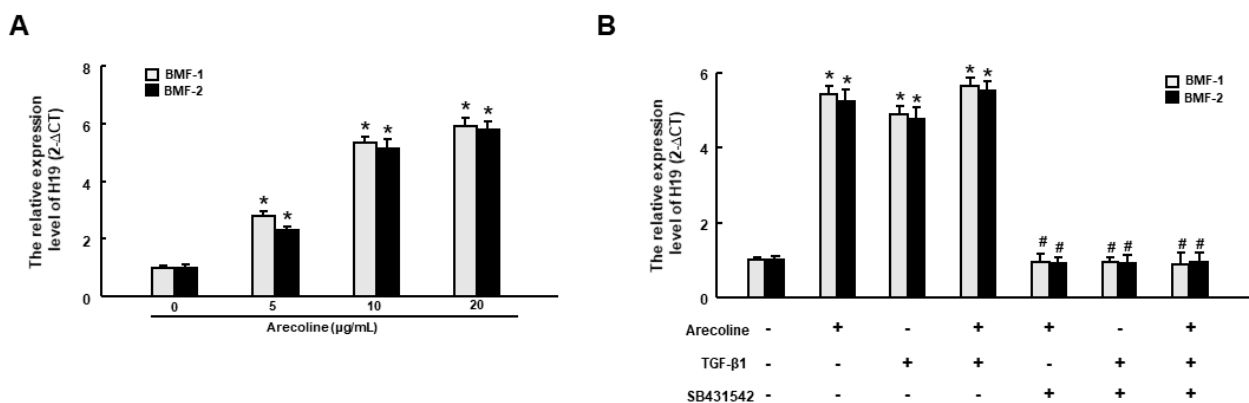 A
The relative expression
level of H19 (2-ΔCT)
8
6
4
2
0
BMF-1
BMF-2
* *
* *
* *
0 5 10 20
Arecoline (µg/mL)
B
The relative expression
level of H19 (2-ΔCT)
6
4
2
0
BMF-1
BMF-2
* * * * * *
# # # # # #
Arecoline - + - + + - +
TGF-β1 - - + + - + +
SB431542 - - - - + + +